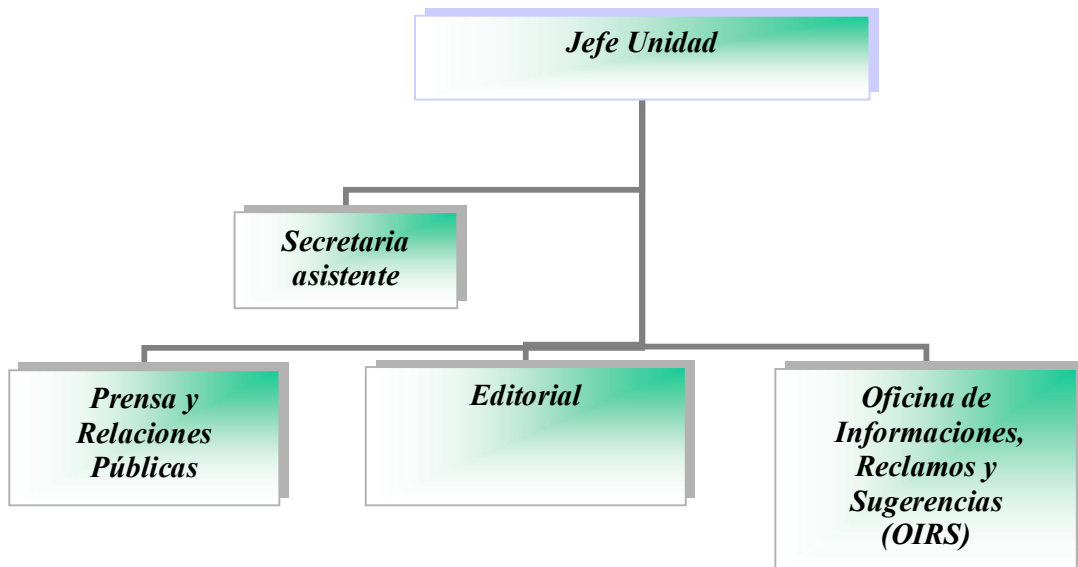 Jefe Unidad
Secretaria
asistente
Prensa y
Relaciones
Públicas
Editorial
Oficina de
Informaciones,
Reclamos y
Sugerencias
(OIRS)